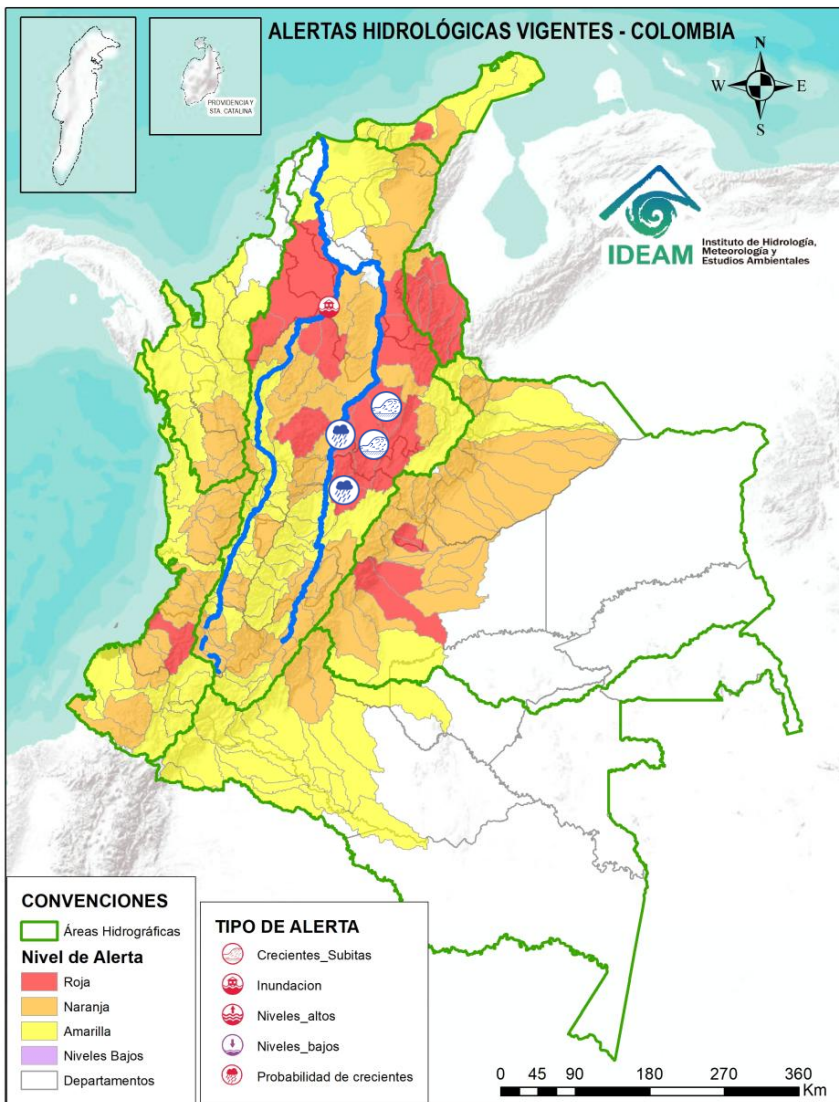 ALERTAS HIDROLÓGICAS VIGENTES - COLOMBIA
PROVIDENCIA Y
STA. CATALINA
N
W E
S
IDEAM
Instituto de Hidrología,
Meteorología y
Estudios Ambientales
CONVENCIONES
Áreas Hidrográficas
Nivel de Alerta
Roja
Naranja
Amarilla
Niveles Bajos
Departamentos
TIPO DE ALERTA
Crecientes_Subitas
Inundacion
Niveles_altos
Niveles_bajos
Probabilidad de crecientes
0 45 90 180 270 360
Km